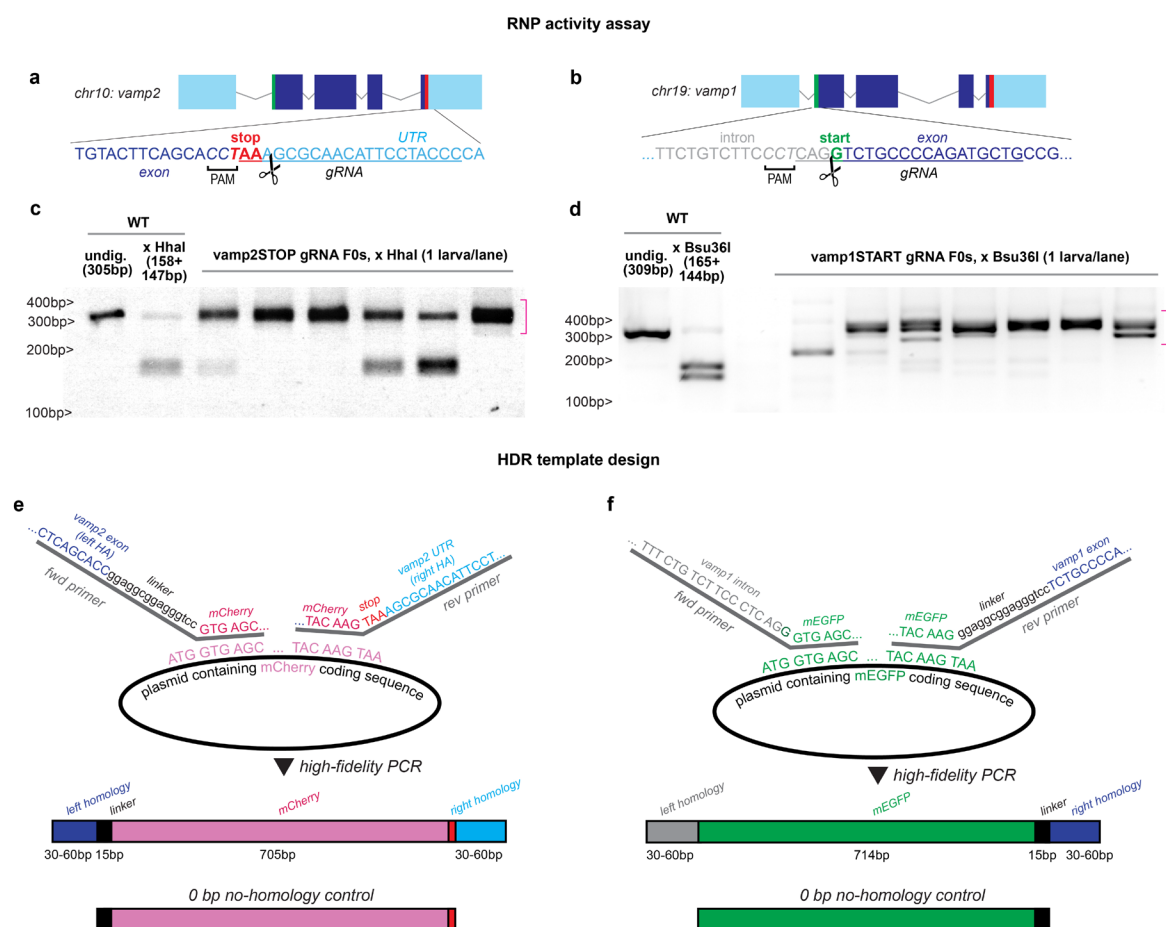 RNP activity assay
a
chr10: vamp2
stop
UTR
TGTACTTCAGCACCTAAAGCGCAACATTCCTACCCCA
exon
PAM
gRNA
b
chr19: vamp1
intron
start
exon
...TTCTGTCTTCCCTCAGGTCTGCCCCAGATGCTGCCG...
PAM
gRNA
c
WT
undig. (305bp)
x HhaI (158+ 147bp)
vamp2STOP gRNA F0s, x HhaI (1 larva/lane)
400bp>
300bp>
200bp>
100bp>
d
WT
undig. (309bp)
x Bsu36I (165+ 144bp)
vamp1START gRNA F0s, x Bsu36I (1 larva/lane)
400bp>
300bp>
200bp>
100bp>
HDR template design
e
vamp2 exon
(left HA)
...CTCAGCACCggaggcggagggtcc
linker
fwd primer
mCherry
GTG AGC...
mCherry
...TAC AAG
stop
vamp2 UTR
(right HA)
TAAAGCGCAACATTCCT...
rev primer
ATG GTG AGC ... TAC AAG TAA
plasmid containing mCherry coding sequence
high-fidelity PCR
left homology
linker
mCherry
right homology
30-60bp 15bp 705bp 30-60bp
0 bp no-homology control
f
... TTT CTG TCT TCC CTC AGG
vamp1 intron
fwd primer
mEGFP
GTG AGC...
mEGFP
...TAC AAG
linker
vamp1 exon
ggaggcggagggtccTCTGCCCCA...
rev primer
ATG GTG AGC ... TAC AAG TAA
plasmid containing mEGFP coding sequence
high-fidelity PCR
left homology
mEGFP
linker
right homology
30-60bp 714bp 15bp 30-60bp
0 bp no-homology control